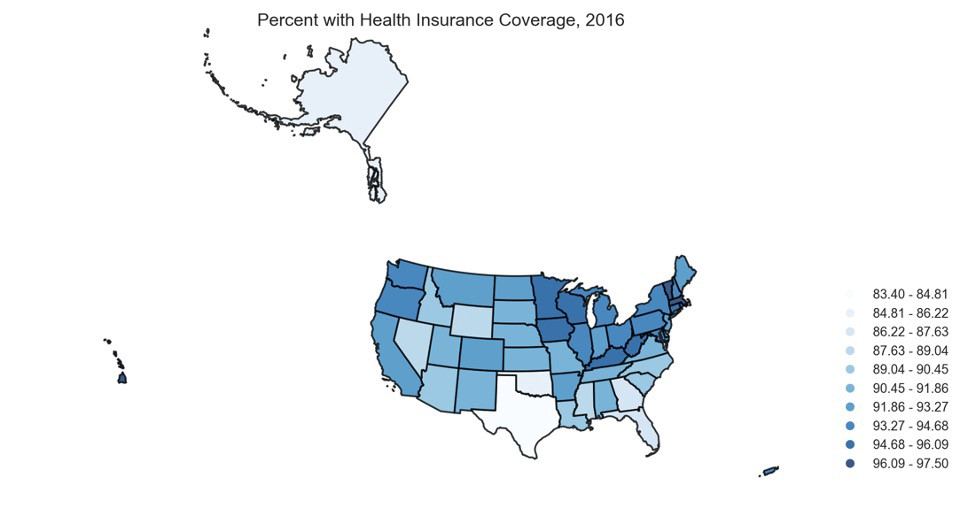 Percent with Health Insurance Coverage, 2016
83.40 - 84.81
84.81 - 86.22
86.22 - 87.63
87.63 - 89.04
89.04 - 90.45
90.45 - 91.86
91.86 - 93.27
93.27 - 94.68
94.68 - 96.09
96.09 - 97.50